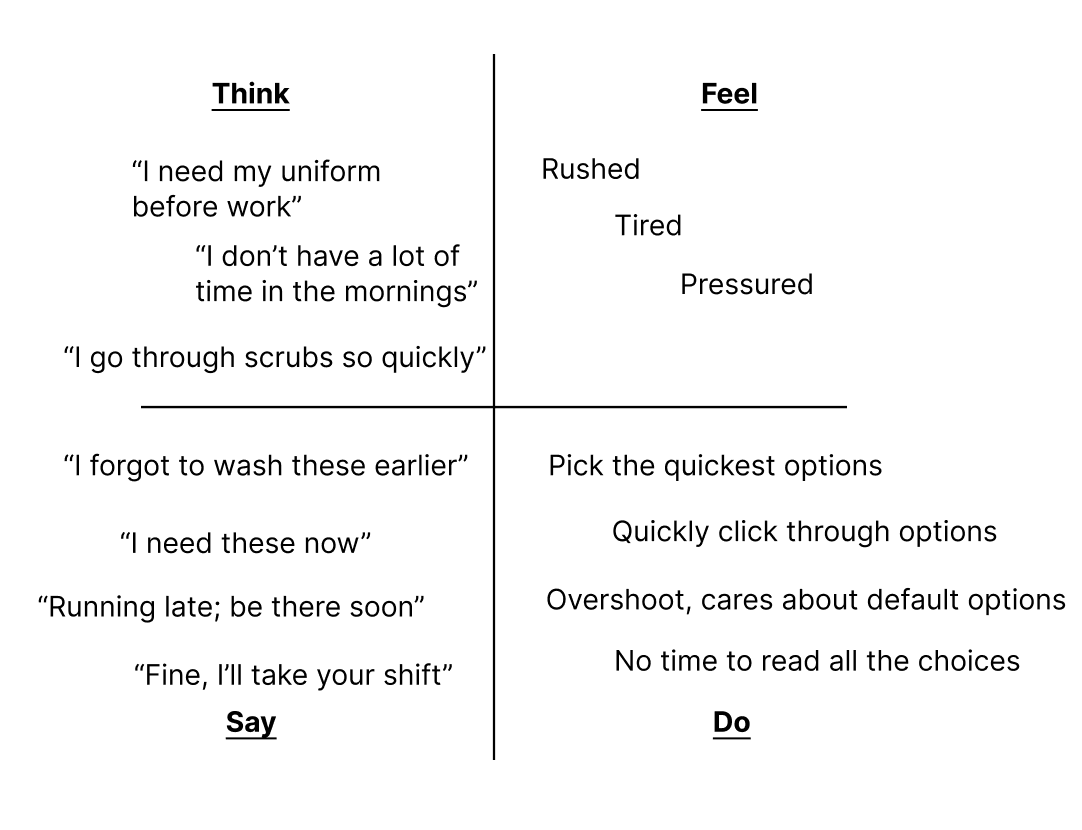 Think
“I need my uniform
before work”
“I don’t have a lot of
time in the mornings”
“I go through scrubs so quickly”
Feel
Rushed
Tired
Pressured
“I forgot to wash these earlier”
“I need these now”
“Running late; be there soon”
“Fine, I’ll take your shift”
Say
Pick the quickest options
Quickly click through options
Overshoot, cares about default options
No time to read all the choices
Do